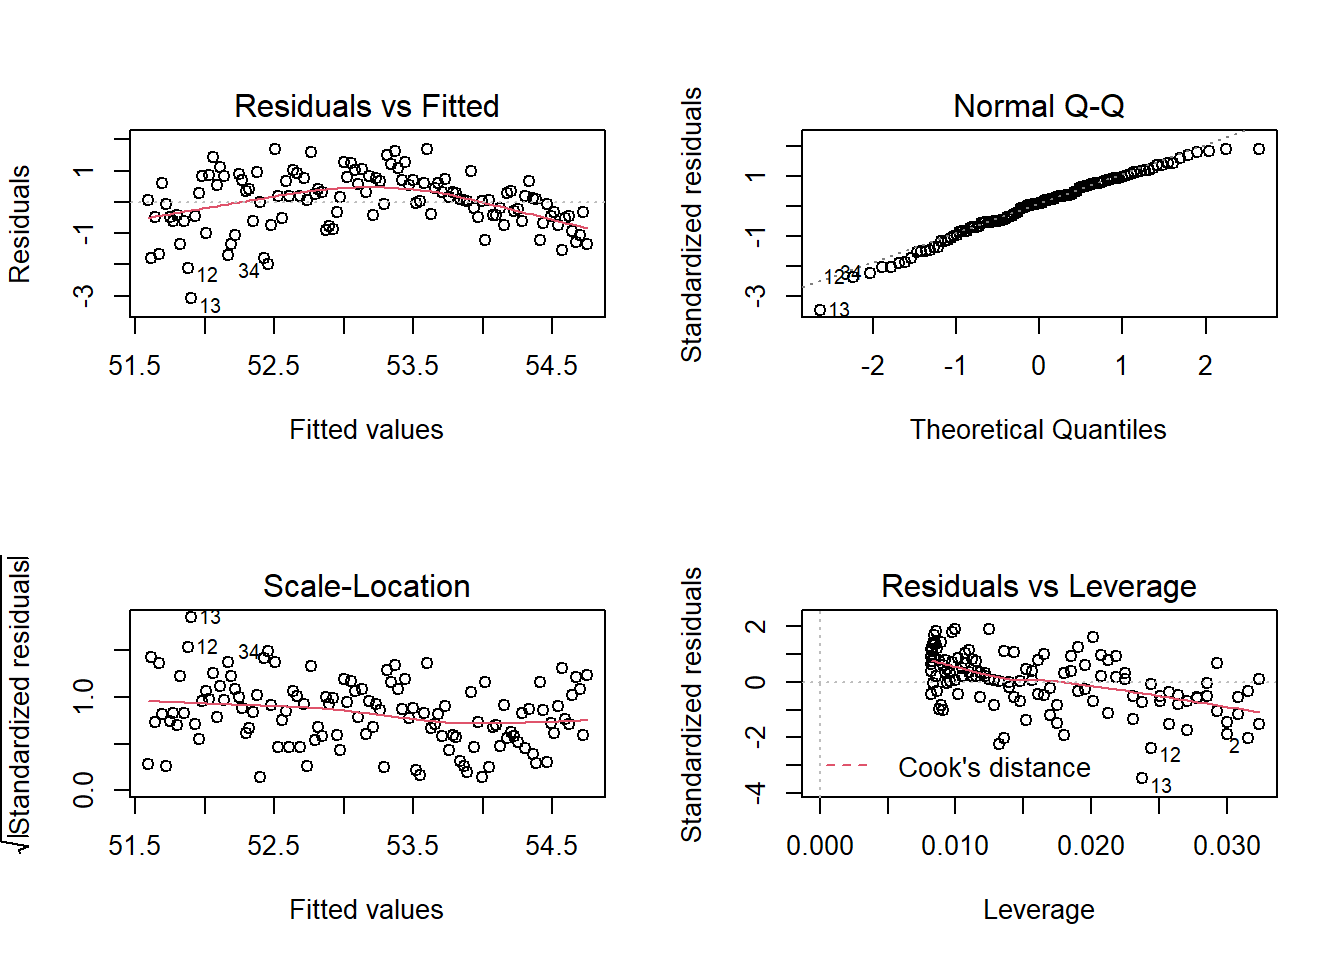 Residuals vs Fitted
Residuals
1
-1
-3
12
34
13
51.5 52.5 53.5 54.5
Fitted values
Normal Q-Q
Standardized residuals
1
-1
-3
12
34
13
-2 -1 0 1 2
Theoretical Quantiles
Scale-Location
√|Standardized residuals|
1.0
0.0
13
12
34
51.5 52.5 53.5 54.5
Fitted values
Residuals vs Leverage
Standardized residuals
2
0
-2
-4
2
12
13
Cook's distance
0.000 0.010 0.020 0.030
Leverage